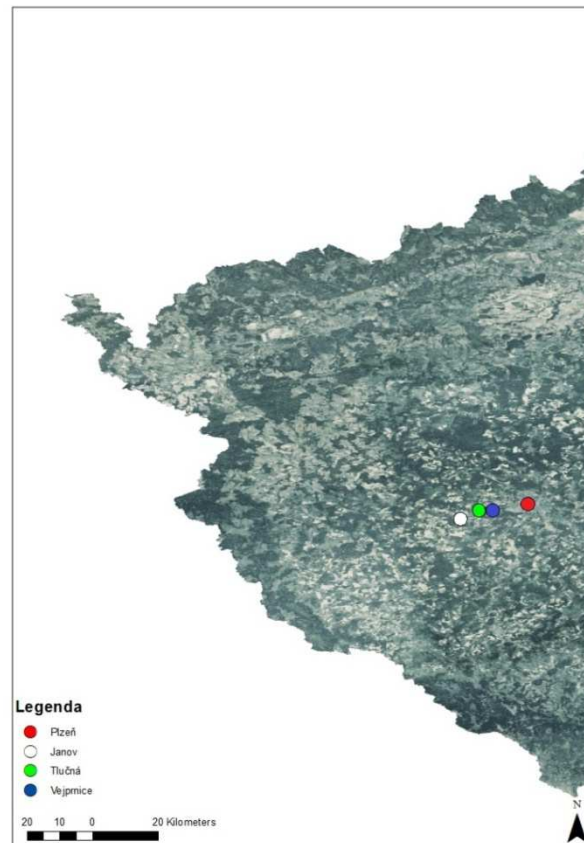 Legenda
Plzeň
Janov
Tlučná
Vejprnice
20 10 0 20 Kilometers
N